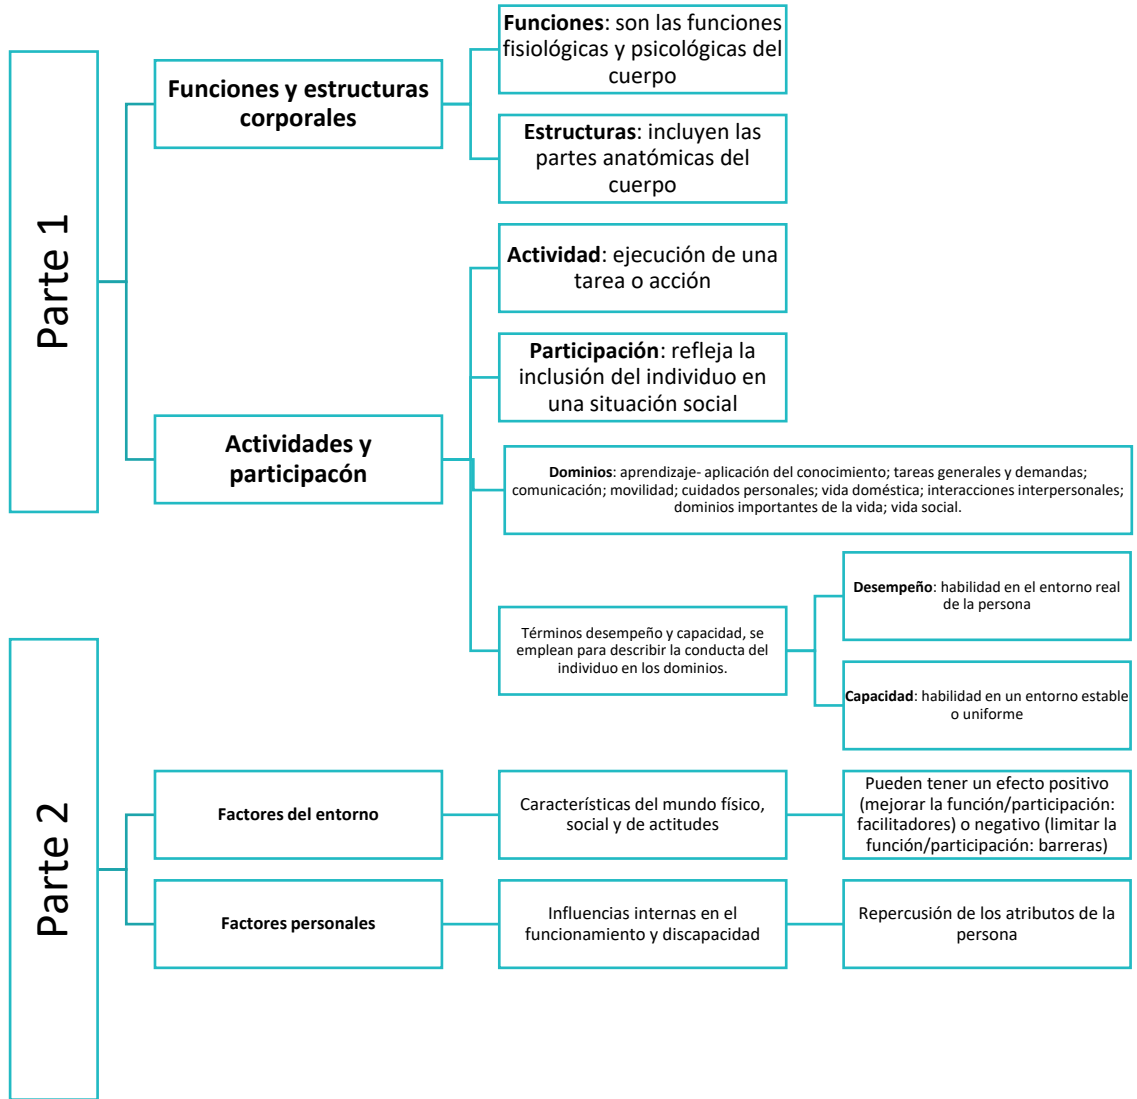 Parte 1
Funciones y estructuras
corporales
Funciones: son las funciones
fisiológicas y psicológicas del
cuerpo
Estructuras: incluyen las
partes anatómicas del
cuerpo
Actividades y
participacón
Actividad: ejecución de una
tarea o acción
Participación: refleja la
inclusión del individuo en
una situación social
Dominios: aprendizaje- aplicación del conocimiento; tareas generales y demandas;
comunicación; movilidad; cuidados personales; vida doméstica; interacciones interpersonales;
dominios importantes de la vida; vida social.
Términos desempeño y capacidad, se
emplean para describir la conducta del
individuo en los dominios.
Desempeño: habilidad en el entorno real
de la persona
Capacidad: habilidad en un entorno estable
o uniforme
Parte 2
Factores del entorno
Características del mundo físico,
social y de actitudes
Pueden tener un efecto positivo
(mejorar la función/participación:
facilitadores) o negativo (limitar la
función/participación: barreras)
Factores personales
Influencias internas en el
funcionamiento y discapacidad
Repercusión de los atributos de la
persona